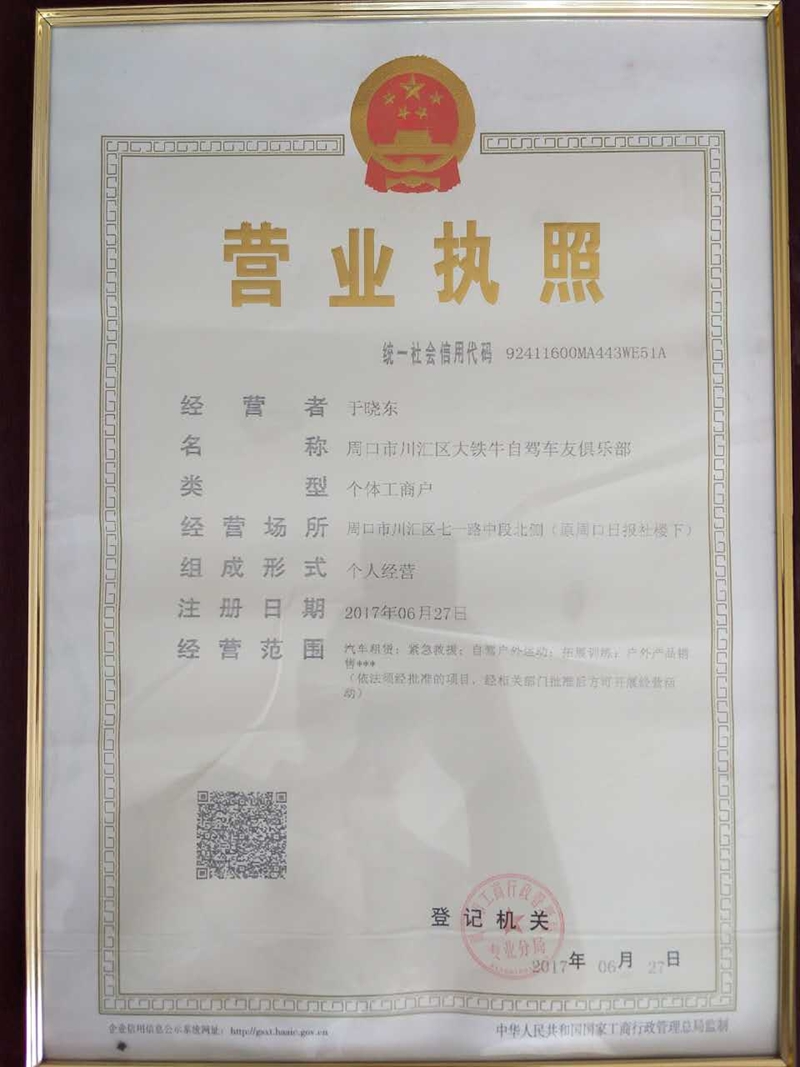 营业执照
统一社会信用代码 92411600MA443WE51A
经营者 于晓东
名称 周口市川汇区大铁牛自驾车友俱乐部
类型 个体工商户
经营场所 周口市川汇区七一路中段北侧（原周口日报社楼下）
组成形式 个人经营
注册日期 2017年06月27日
经营范围 汽车租赁；紧急救援；自驾户外运动；拓展训练；户外产品销
售***
（依法须经批准的项目，经相关部门批准后方可开展经营活
动）
登记机关
工商行政管理
专业分局
2017年 06月 27日
企业信用信息公示系统网址：http://gsxt.haaic.gov.cn
中华人民共和国国家工商行政管理总局监制